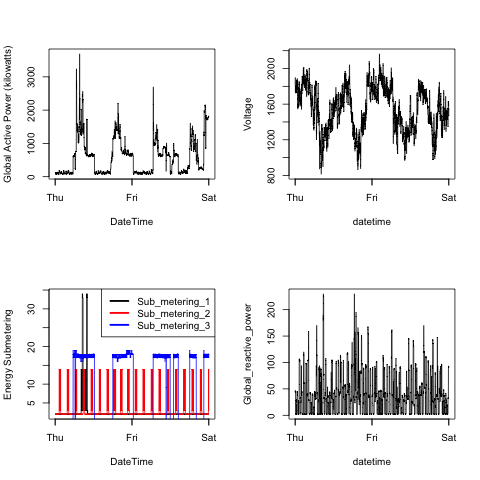 Global Active Power (kilowatts)
0 1000 2000 3000
Thu Fri Sat
DateTime
Voltage
800 1200 1600 2000
Thu Fri Sat
datetime
Energy Submetering
5 10 20 30
Sub_metering_1
Sub_metering_2
Sub_metering_3
Thu Fri Sat
DateTime
Global_reactive_power
0 50 100 150 200
Thu Fri Sat
datetime